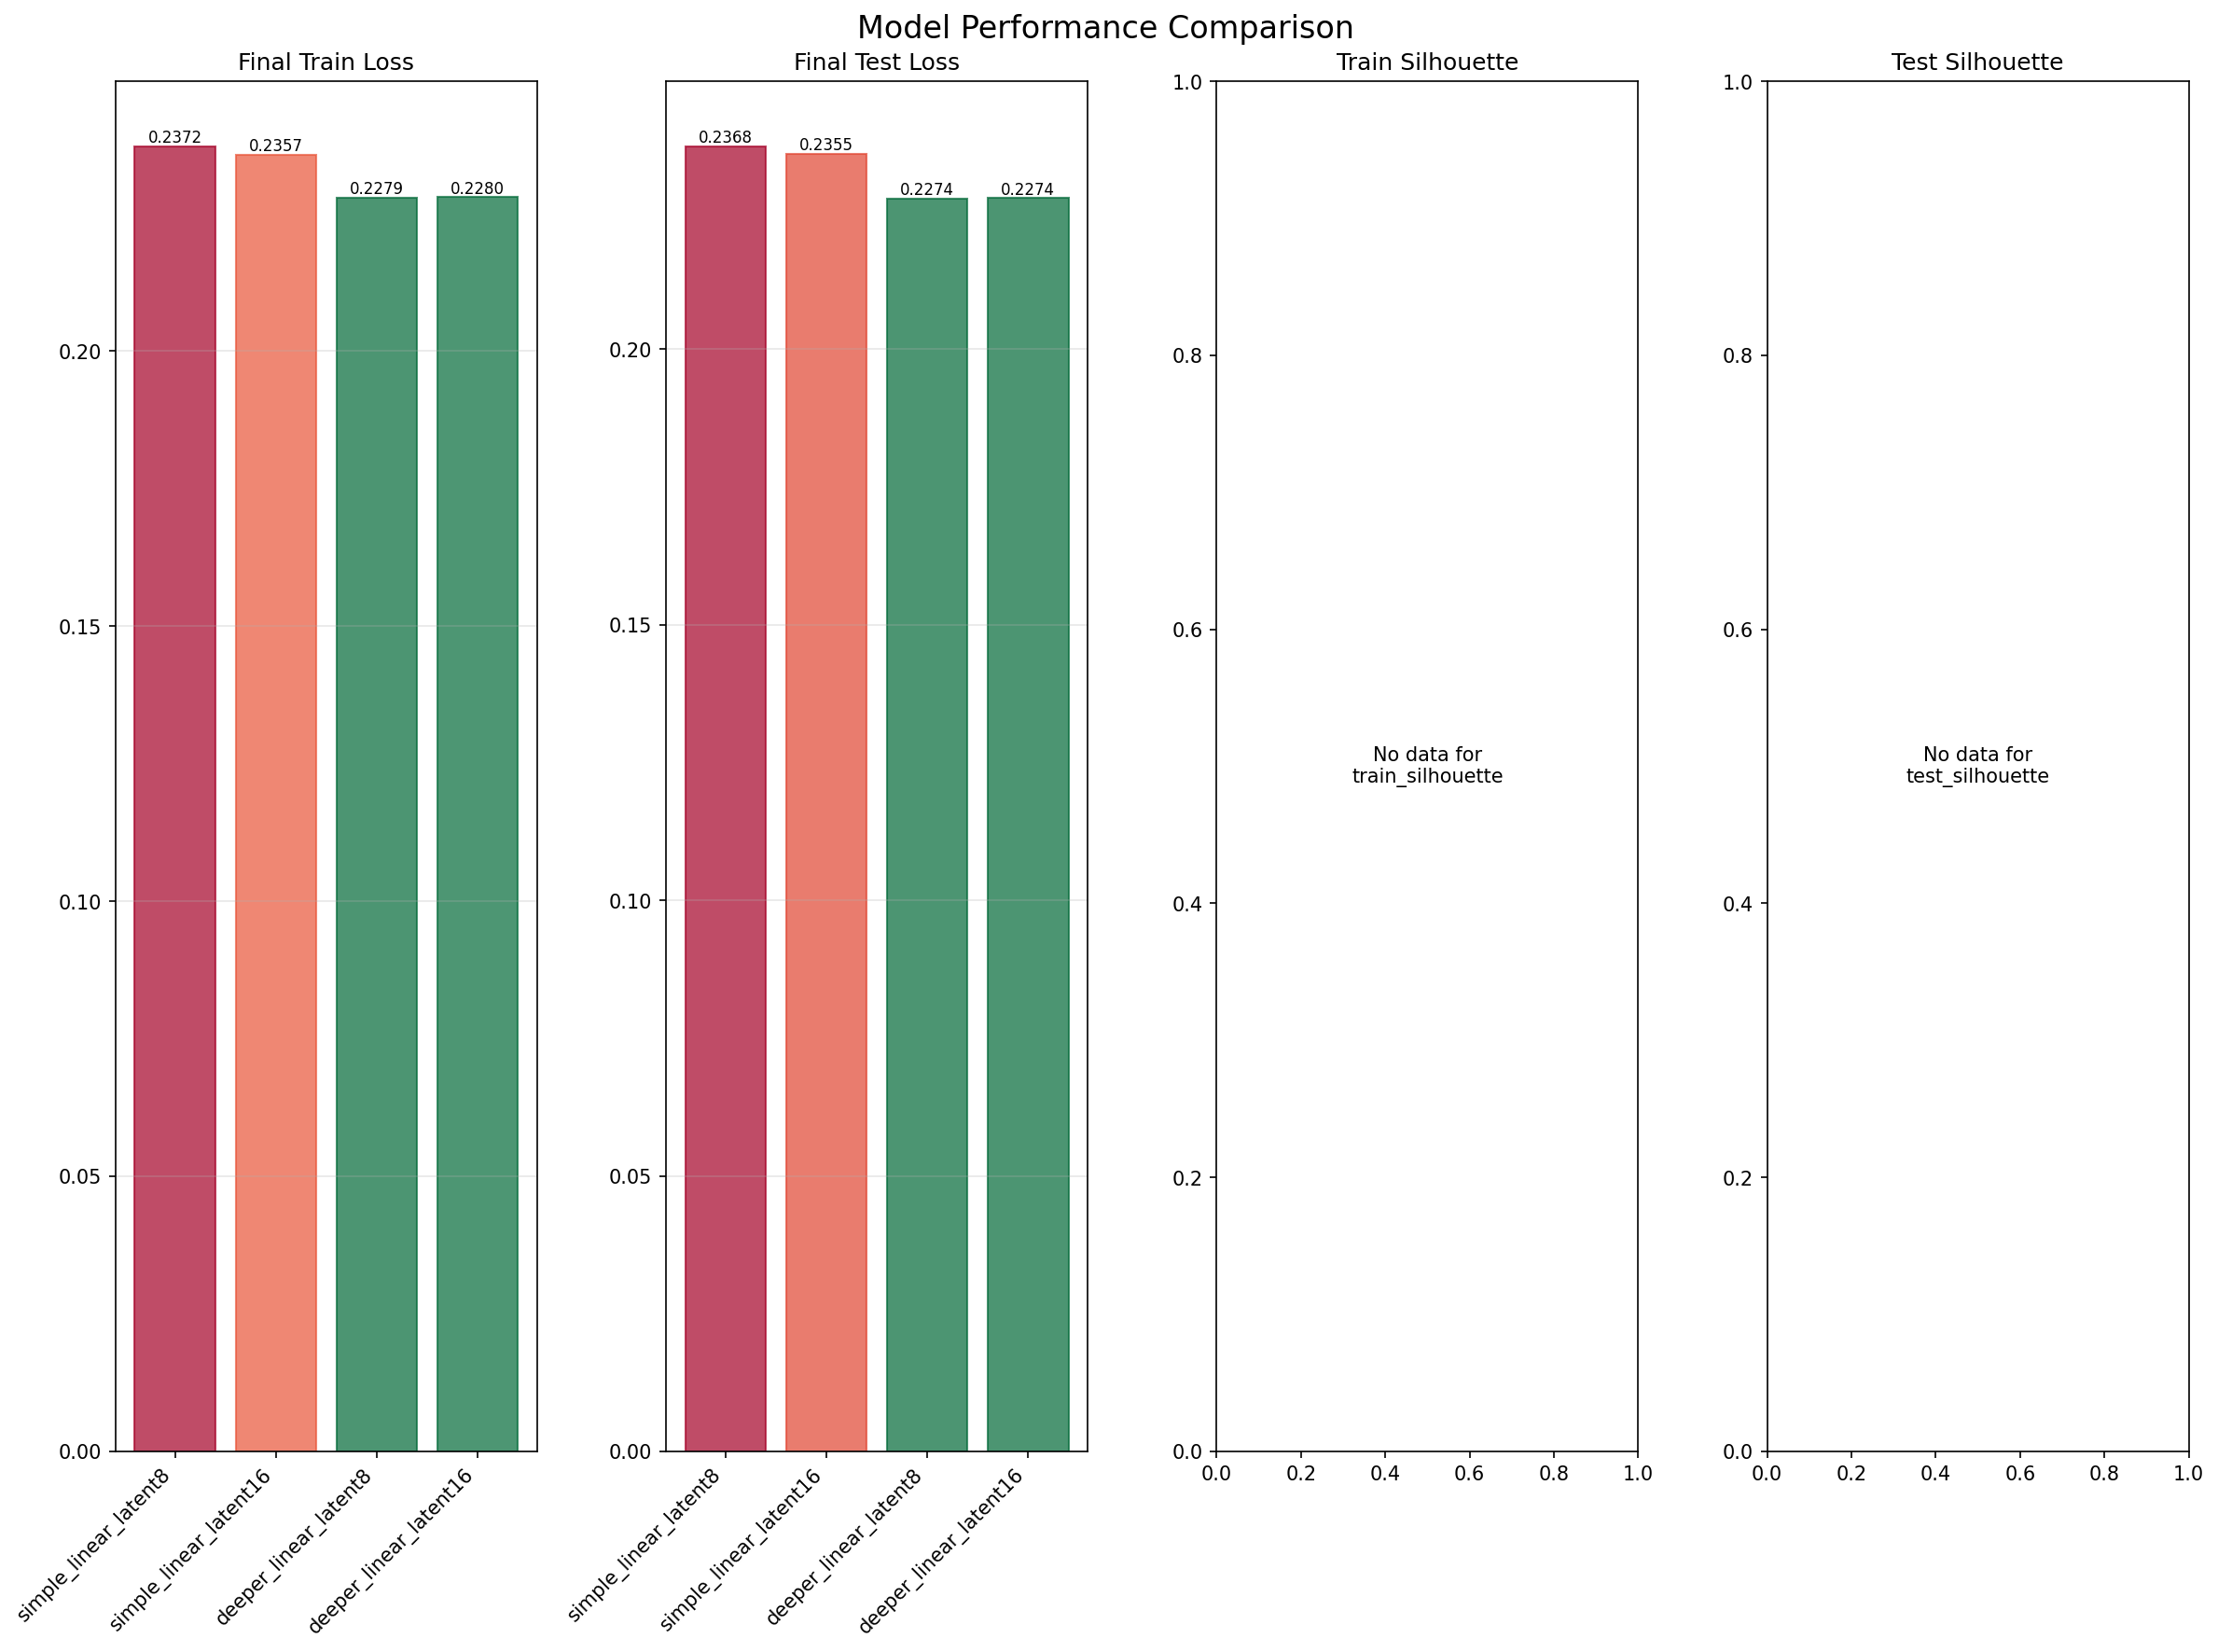 Model Performance Comparison
Final Train Loss
0.2372
0.2357
0.2279
0.2280
0.20
0.15
0.10
0.05
0.00
simple_linear_latent8
simple_linear_latent16
deeper_linear_latent8
deeper_linear_latent16
Final Test Loss
0.2368
0.2355
0.2274
0.2274
0.20
0.15
0.10
0.05
0.00
simple_linear_latent8
simple_linear_latent16
deeper_linear_latent8
deeper_linear_latent16
Train Silhouette
1.0
0.8
0.6
0.4
0.2
0.0
No data for
train_silhouette
0.0 0.2 0.4 0.6 0.8 1.0
Test Silhouette
1.0
0.8
0.6
0.4
0.2
0.0
No data for
test_silhouette
0.0 0.2 0.4 0.6 0.8 1.0